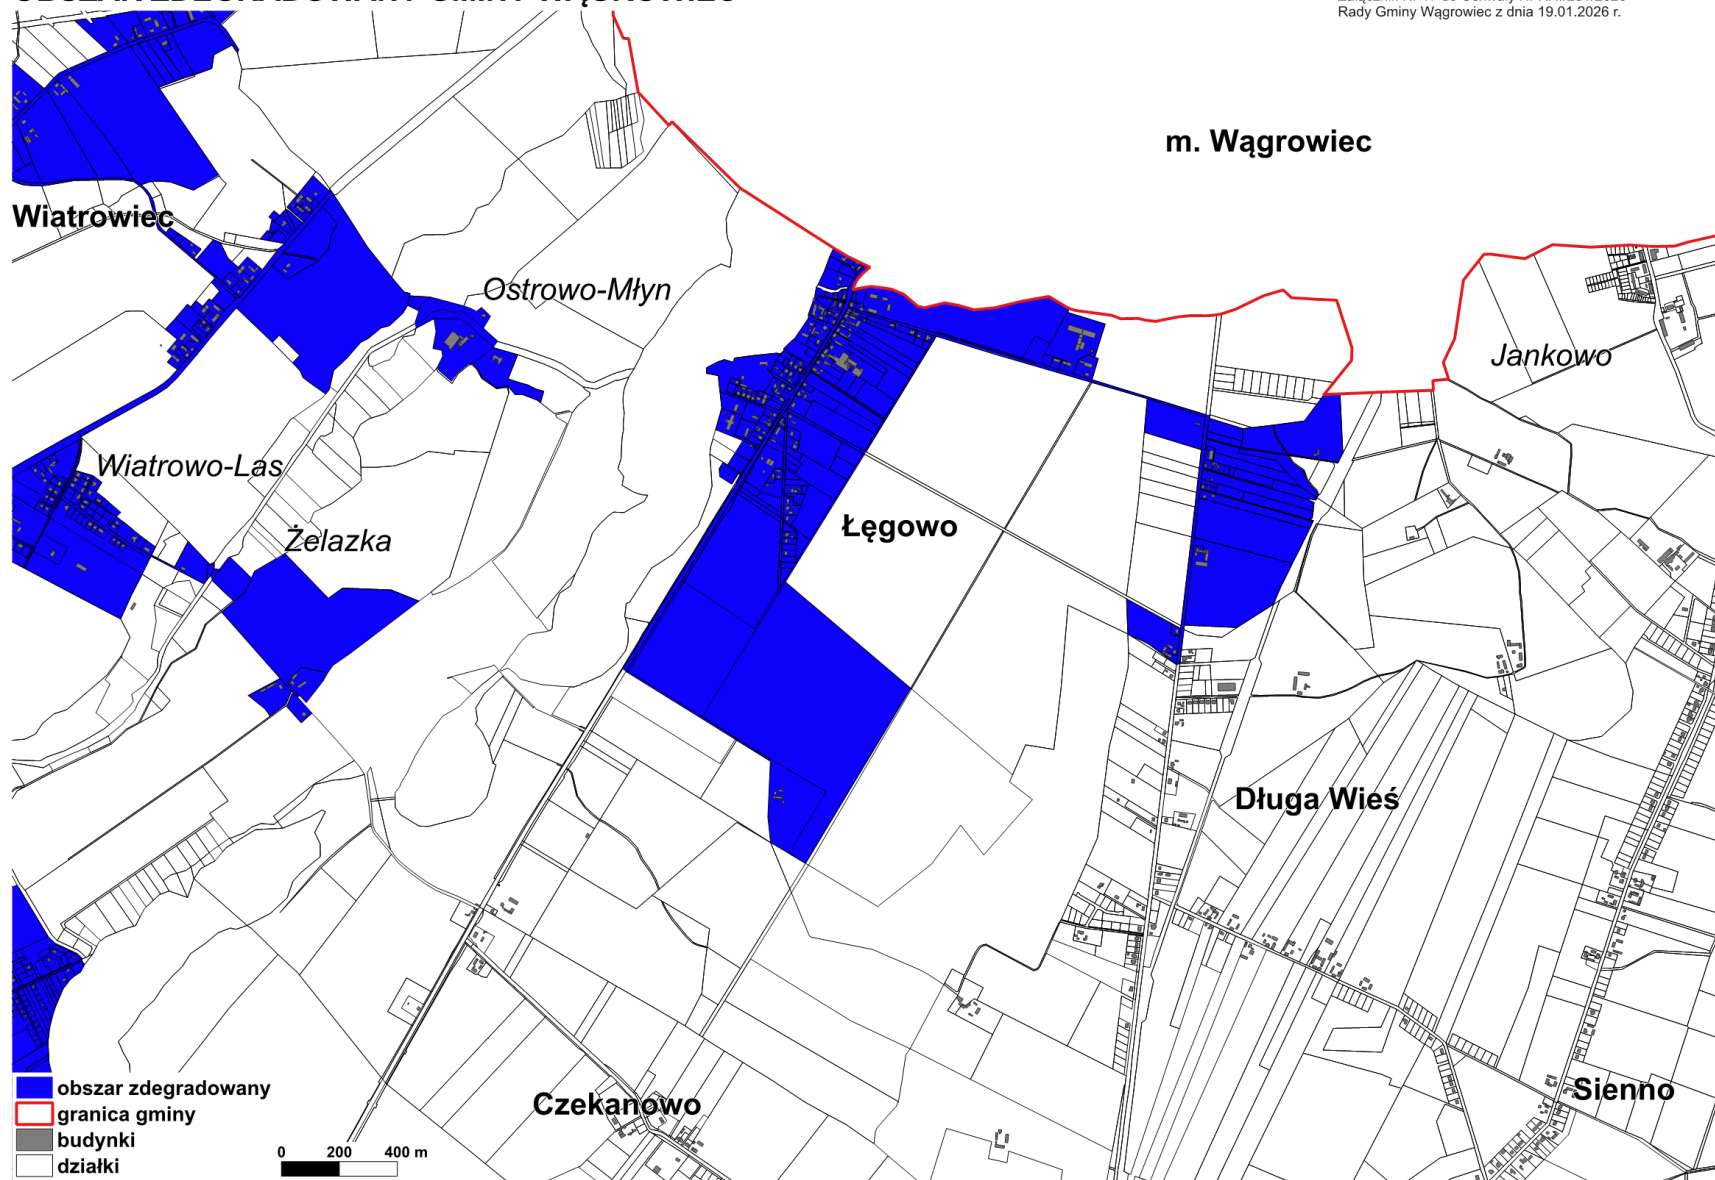 Rady Gminy Wągrowiec z dnia 19.01.2026 r.
m. Wągrowiec
Wiatrowiec
Ostrowo-Młyn
Jankowo
Wiatrowo-Las
Żelazka
Łęgowo
Długa Wieś
Czekanowo
Sienno
obszar zdegradowany
granica gminy
budynki
działki
0 200 400 m